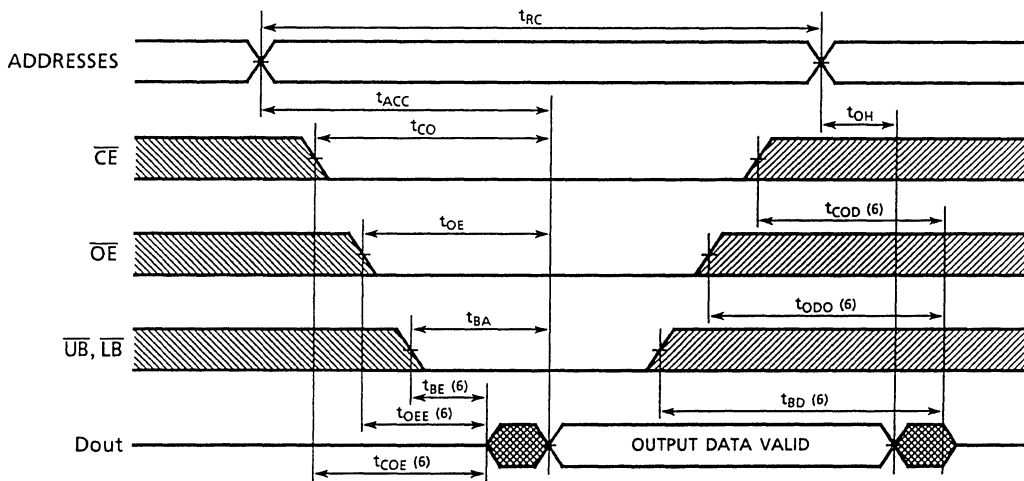 tRC
ADDRESSES
tACC
tCO
tOH
CE
tCOD (6)
tOE
OE
tODO (6)
tBA
UB, LB
tBE (6)
tBD (6)
tOEE (6)
Dout
OUTPUT DATA VALID
tCOE (6)